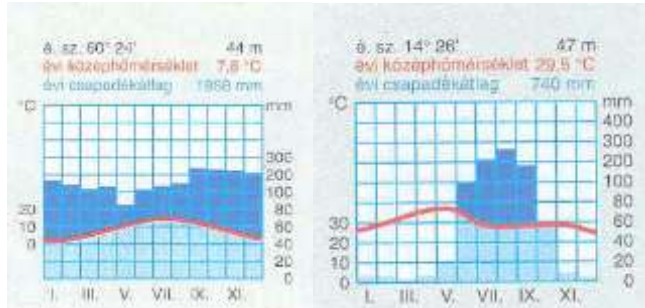 é. sz. 60° 24' 44 m
évi középhőmérséklet 7,8 °C
évi csapadékátlag 1958 mm
°C mm
300
200
100
20 80
10 60
0 40
20
0
I. III. V. VII. IX. XI.
é. sz. 14° 26' 47 m
évi középhőmérséklet 29,5 °C
évi csapadékátlag 740 mm
°C mm
400
300
200
100
80
30 60
20 40
10 20
0 0
I. III. V. VII. IX. XI.